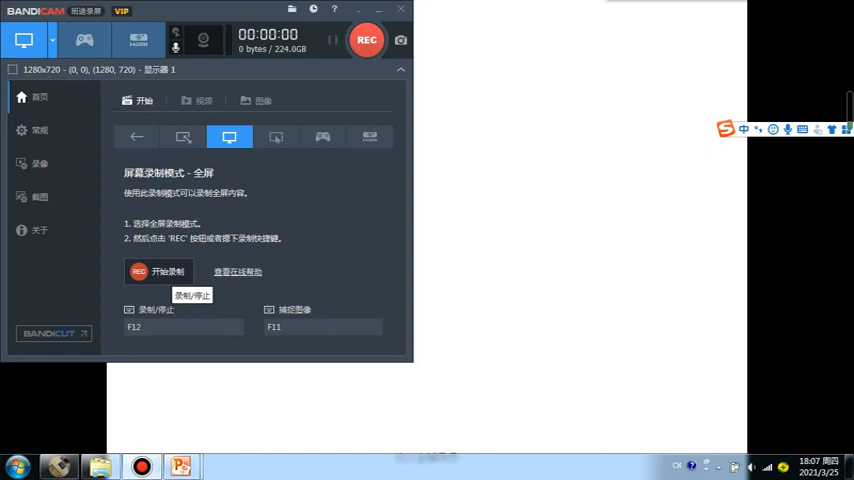 BANDICAM 班迪录屏 VIP
HDMI
00:00:00
0 bytes / 224.0GB
REC
1280x720 - (0, 0), (1280, 720) - 显示器 1
首页
常规
录像
截图
关于
开始 视频 图像
HDMI
屏幕录制模式 - 全屏
使用此录制模式可以录制全屏内容。
1. 选择全屏录制模式。
2. 然后点击 'REC' 按钮或者摁下录制快捷键。
REC 开始录制 查看在线帮助
录制/停止
录制/停止 捕捉图像
F12 F11
BANDICUT
S 中
CH
18:07 周四
2021/3/25